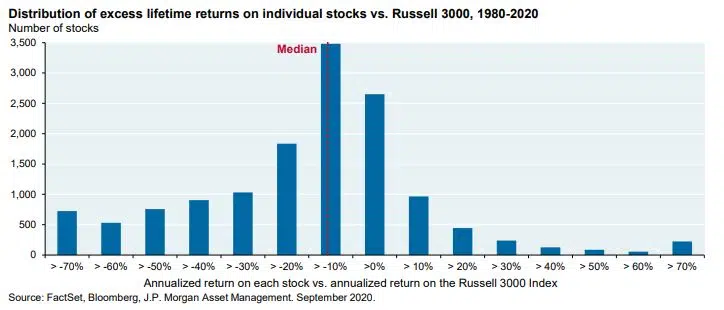 Distribution of excess lifetime returns on individual stocks vs. Russell 3000, 1980-2020
Number of stocks
3,500
Median
3,000
2,500
2,000
1,500
1,000
500
0
> -70% > -60% > -50% > -40% > -30% > -20% > -10% >0% > 10% > 20% > 30% > 40% > 50% > 60% > 70%
Annualized return on each stock vs. annualized return on the Russell 3000 Index
Source: FactSet, Bloomberg, J.P. Morgan Asset Management. September 2020.